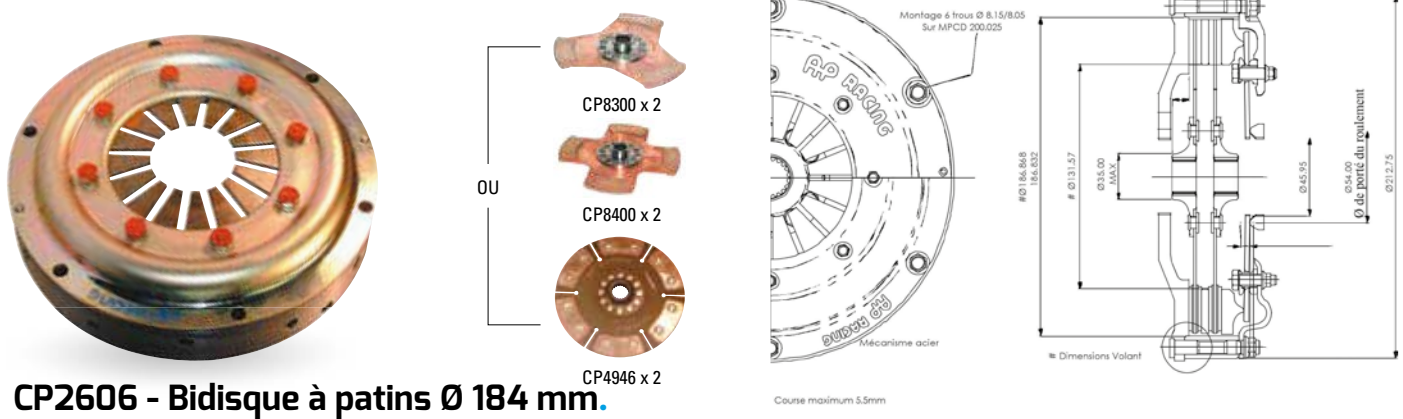 CP8300 x 2
OU
CP8400 x 2
CP4946 x 2
CP2606 - Bidisque à patins Ø 184 mm.
Montage 6 trous Ø 8.15/8.05
Sur MPCD 200.025
AP RACING
AP RACING
Mécanisme acier
Course maximum 5.5mm
#Ø186.868
186.832
# Ø131.57
Ø35.00
MAX
Ø45.95
Ø54.00
Ø de porté du roulement
Ø212.75
# Dimensions Volant